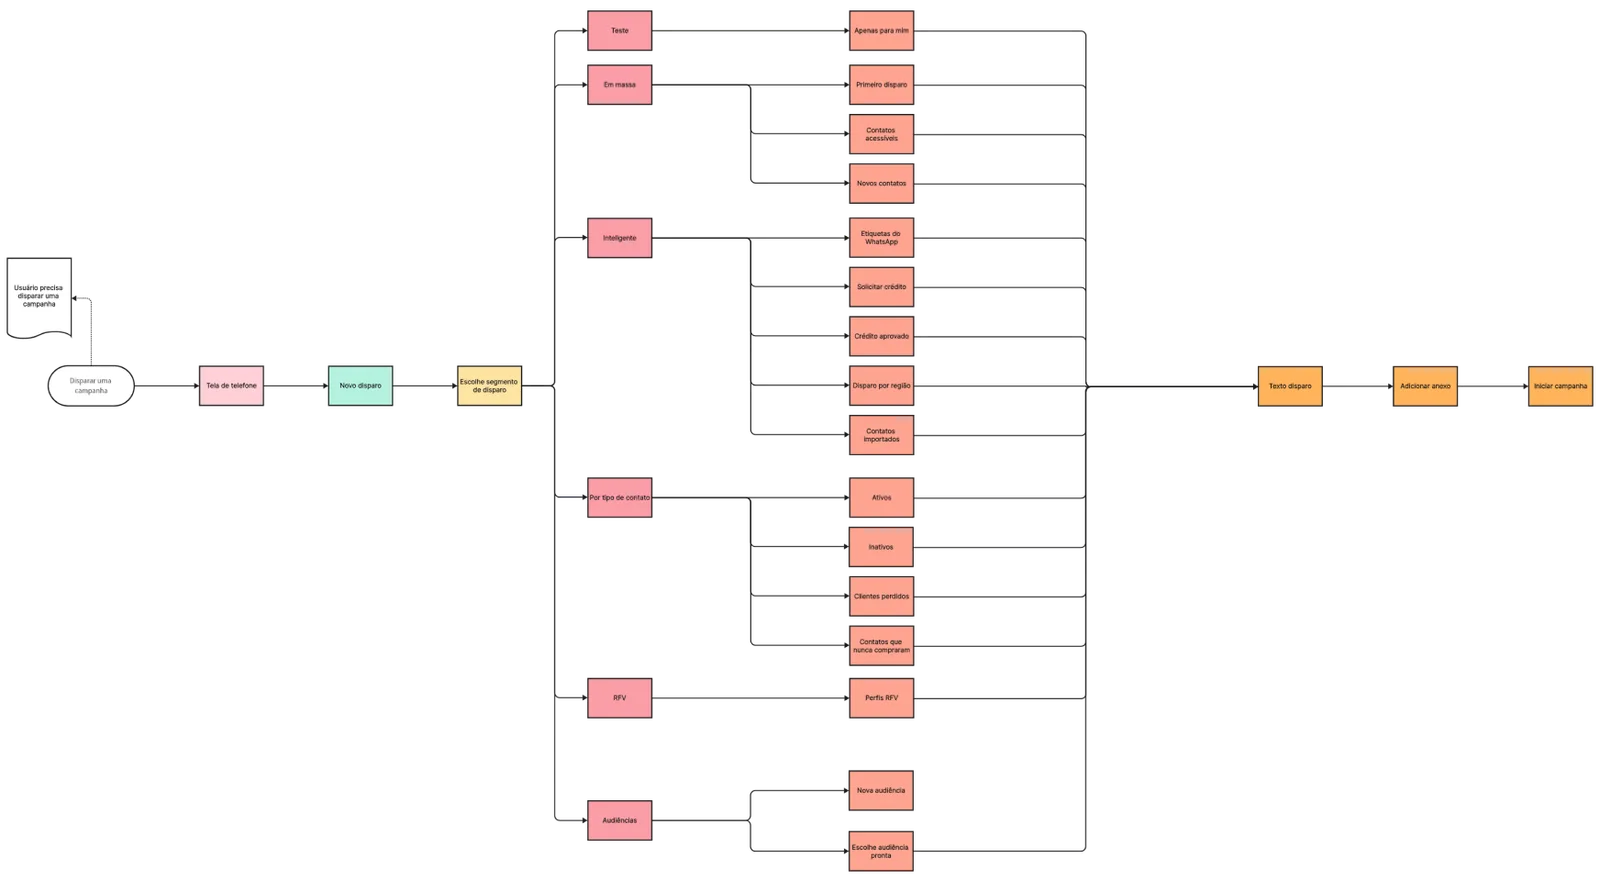 Usuário precisa
disparar uma
campanha
Disparar uma
campanha
Tela de telefone
Novo disparo
Escolhe segmento
de disparo
Teste
Apenas para mim
Em massa
Primeiro disparo
Contatos
acessíveis
Novos contatos
Inteligente
Etiquetas do
WhatsApp
Solicitar crédito
Crédito aprovado
Disparo por região
Contatos
importados
Por tipo de contato
Ativos
Inativos
Clientes perdidos
Contatos que
nunca compraram
RFV
Perfis RFV
Audiências
Nova audiência
Escolhe audiência
pronta
Texto disparo
Adicionar anexo
Iniciar campanha